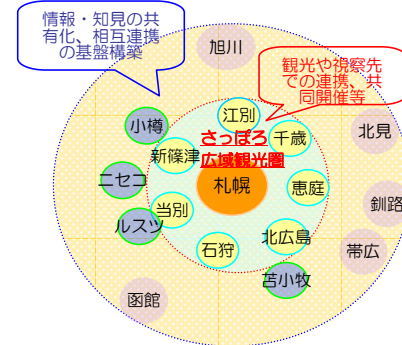 情報・知見の共
有化、相互連携
の基盤構築
旭川
観光や視察先
での連携、共
同開催等
江別
小樽
千歳
北見
さっぽろ
広域観光圏
新篠津
ニセコ
札幌
恵庭
釧路
当別
ルスツ
石狩
北広島
帯広
苫小牧
函館